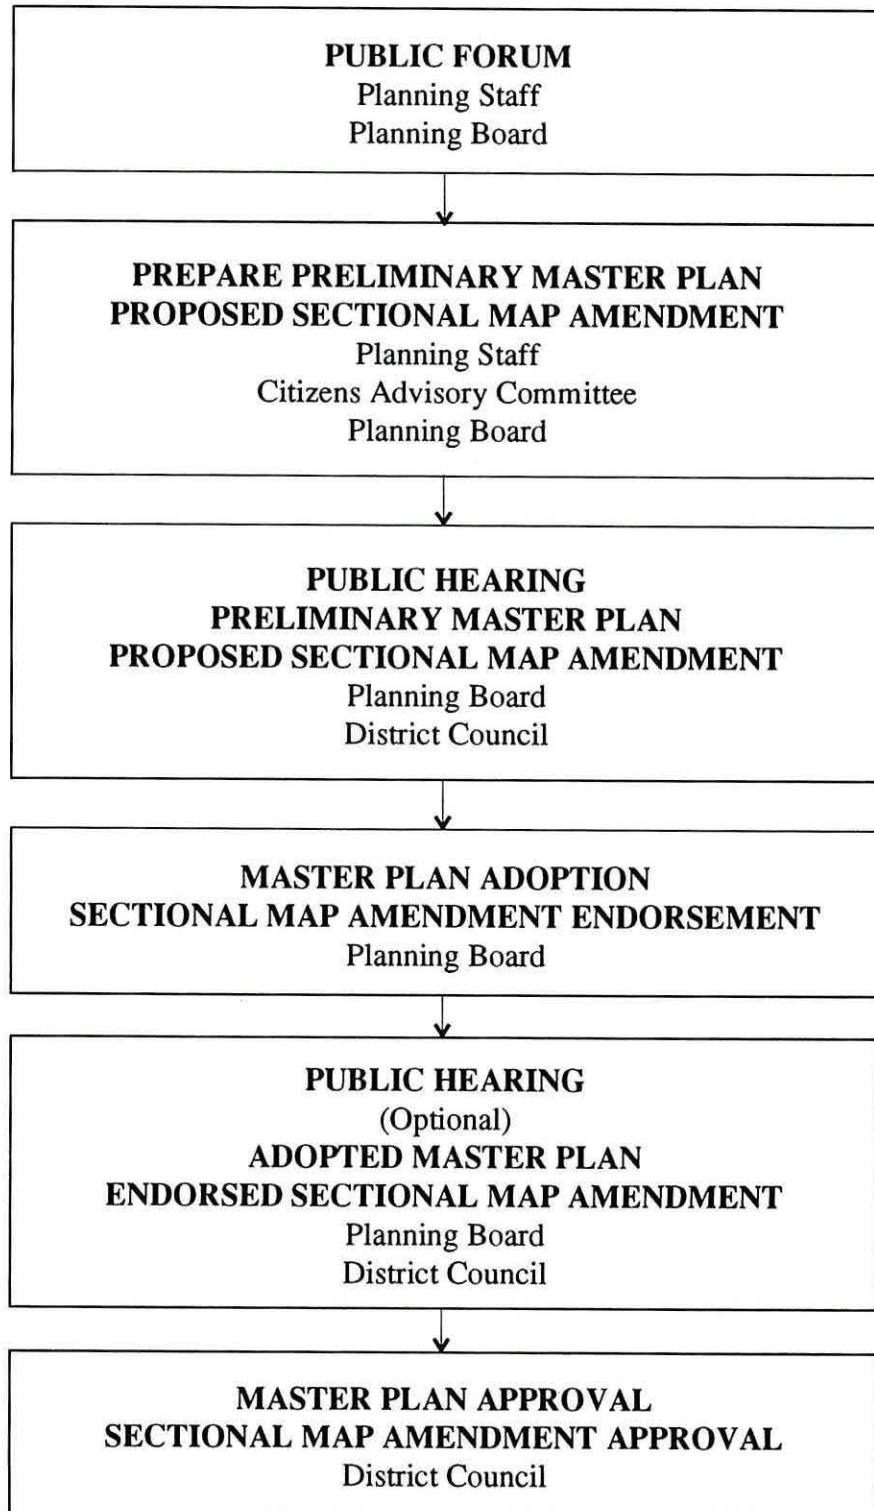 PUBLIC FORUM
Planning Staff
Planning Board
PREPARE PRELIMINARY MASTER PLAN
PROPOSED SECTIONAL MAP AMENDMENT
Planning Staff
Citizens Advisory Committee
Planning Board
PUBLIC HEARING
PRELIMINARY MASTER PLAN
PROPOSED SECTIONAL MAP AMENDMENT
Planning Board
District Council
MASTER PLAN ADOPTION
SECTIONAL MAP AMENDMENT ENDORSEMENT
Planning Board
PUBLIC HEARING
(Optional)
ADOPTED MASTER PLAN
ENDORSED SECTIONAL MAP AMENDMENT
Planning Board
District Council
MASTER PLAN APPROVAL
SECTIONAL MAP AMENDMENT APPROVAL
District Council